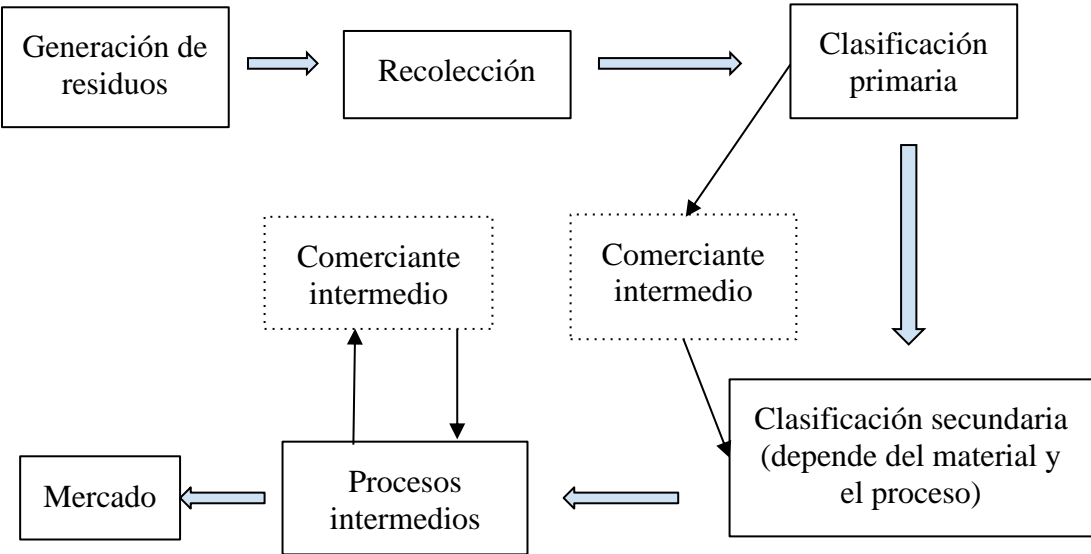 Generación de
residuos
Recolección
Clasificación
primaria
Comerciante
intermedio
Comerciante
intermedio
Clasificación secundaria
(depende del material y
el proceso)
Procesos
intermedios
Mercado